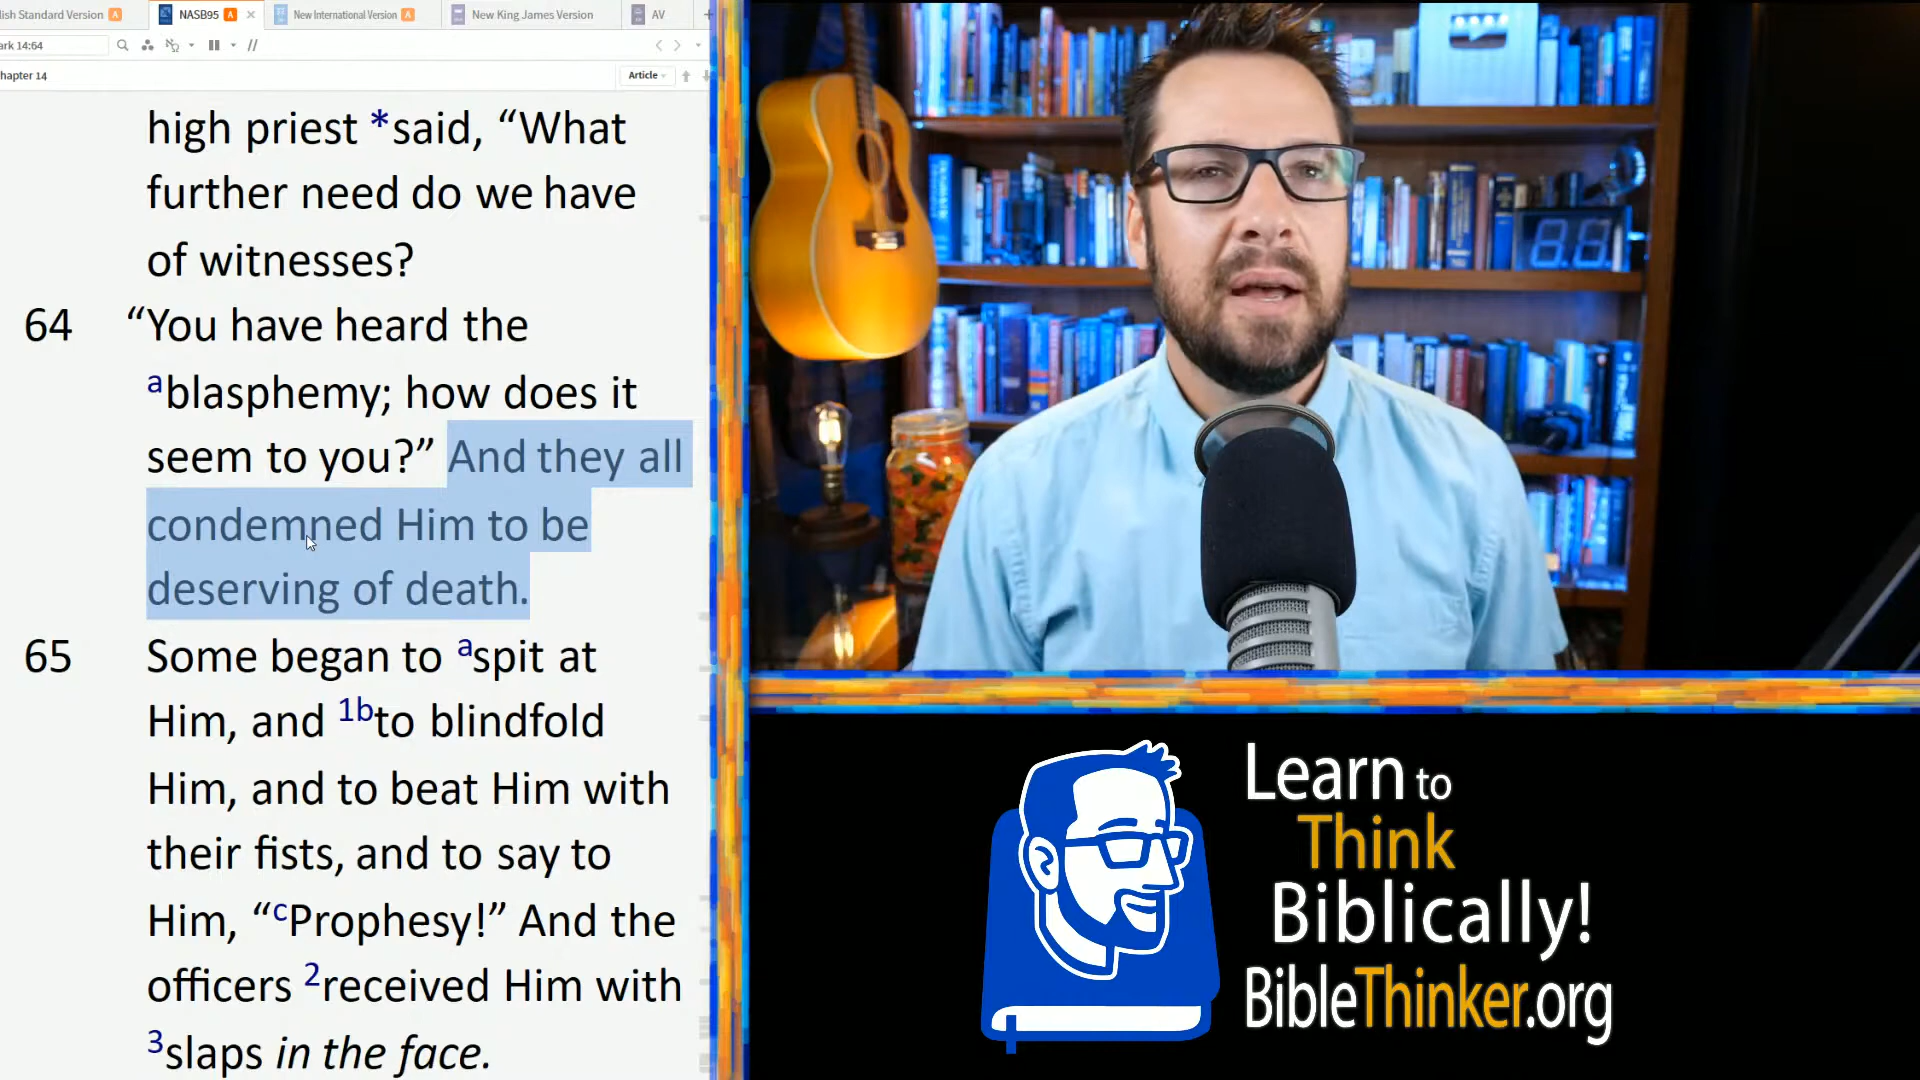 lish Standard Version A
NASB95 A
New International Version A
New King James Version
AV
ark 14:64
hapter 14
Article
high priest *said, “What
further need do we have
of witnesses?
64 “You have heard the
ᵃblasphemy; how does it
seem to you?” And they all
condemned Him to be
deserving of death.
65 Some began to ᵃspit at
Him, and ¹ᵇto blindfold
Him, and to beat Him with
their fists, and to say to
Him, “ᶜProphesy!” And the
officers ²received Him with
³slaps in the face.
Learn to
Think
Biblically!
BibleThinker.org